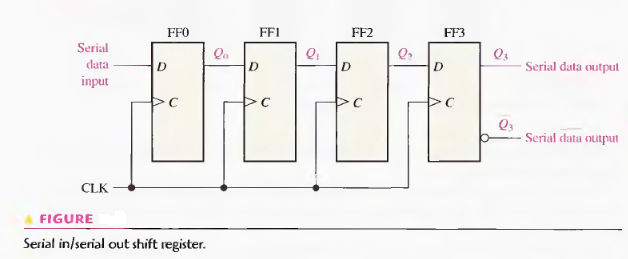 FF0 FF1 FF2 FF3
Serial
data
input
D Q0 D Q1 D Q2 D Q3 Serial data output
C C C C
Q̅3 Serial data output
CLK
FIGURE
Serial in/serial out shift register.